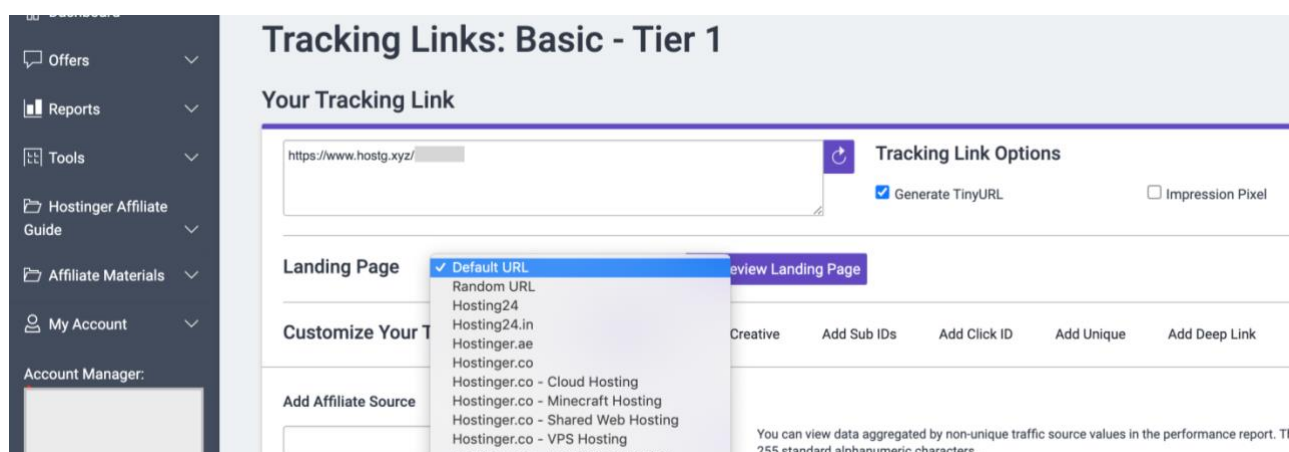 Dashboard
Offers
Reports
Tools
Hostinger Affiliate
Guide
Affiliate Materials
My Account
Account Manager:
Tracking Links: Basic - Tier 1
Your Tracking Link
https://www.hostg.xyz/
Tracking Link Options
Generate TinyURL
Impression Pixel
Landing Page
✓ Default URL
Random URL
Hosting24
Hosting24.in
Hostinger.ae
Hostinger.co
Hostinger.co - Cloud Hosting
Hostinger.co - Minecraft Hosting
Hostinger.co - Shared Web Hosting
Hostinger.co - VPS Hosting
eview Landing Page
Customize Your T
Creative
Add Sub IDs
Add Click ID
Add Unique
Add Deep Link
Add Affiliate Source
You can view data aggregated by non-unique traffic source values in the performance report. Th
255 standard alphanumeric characters